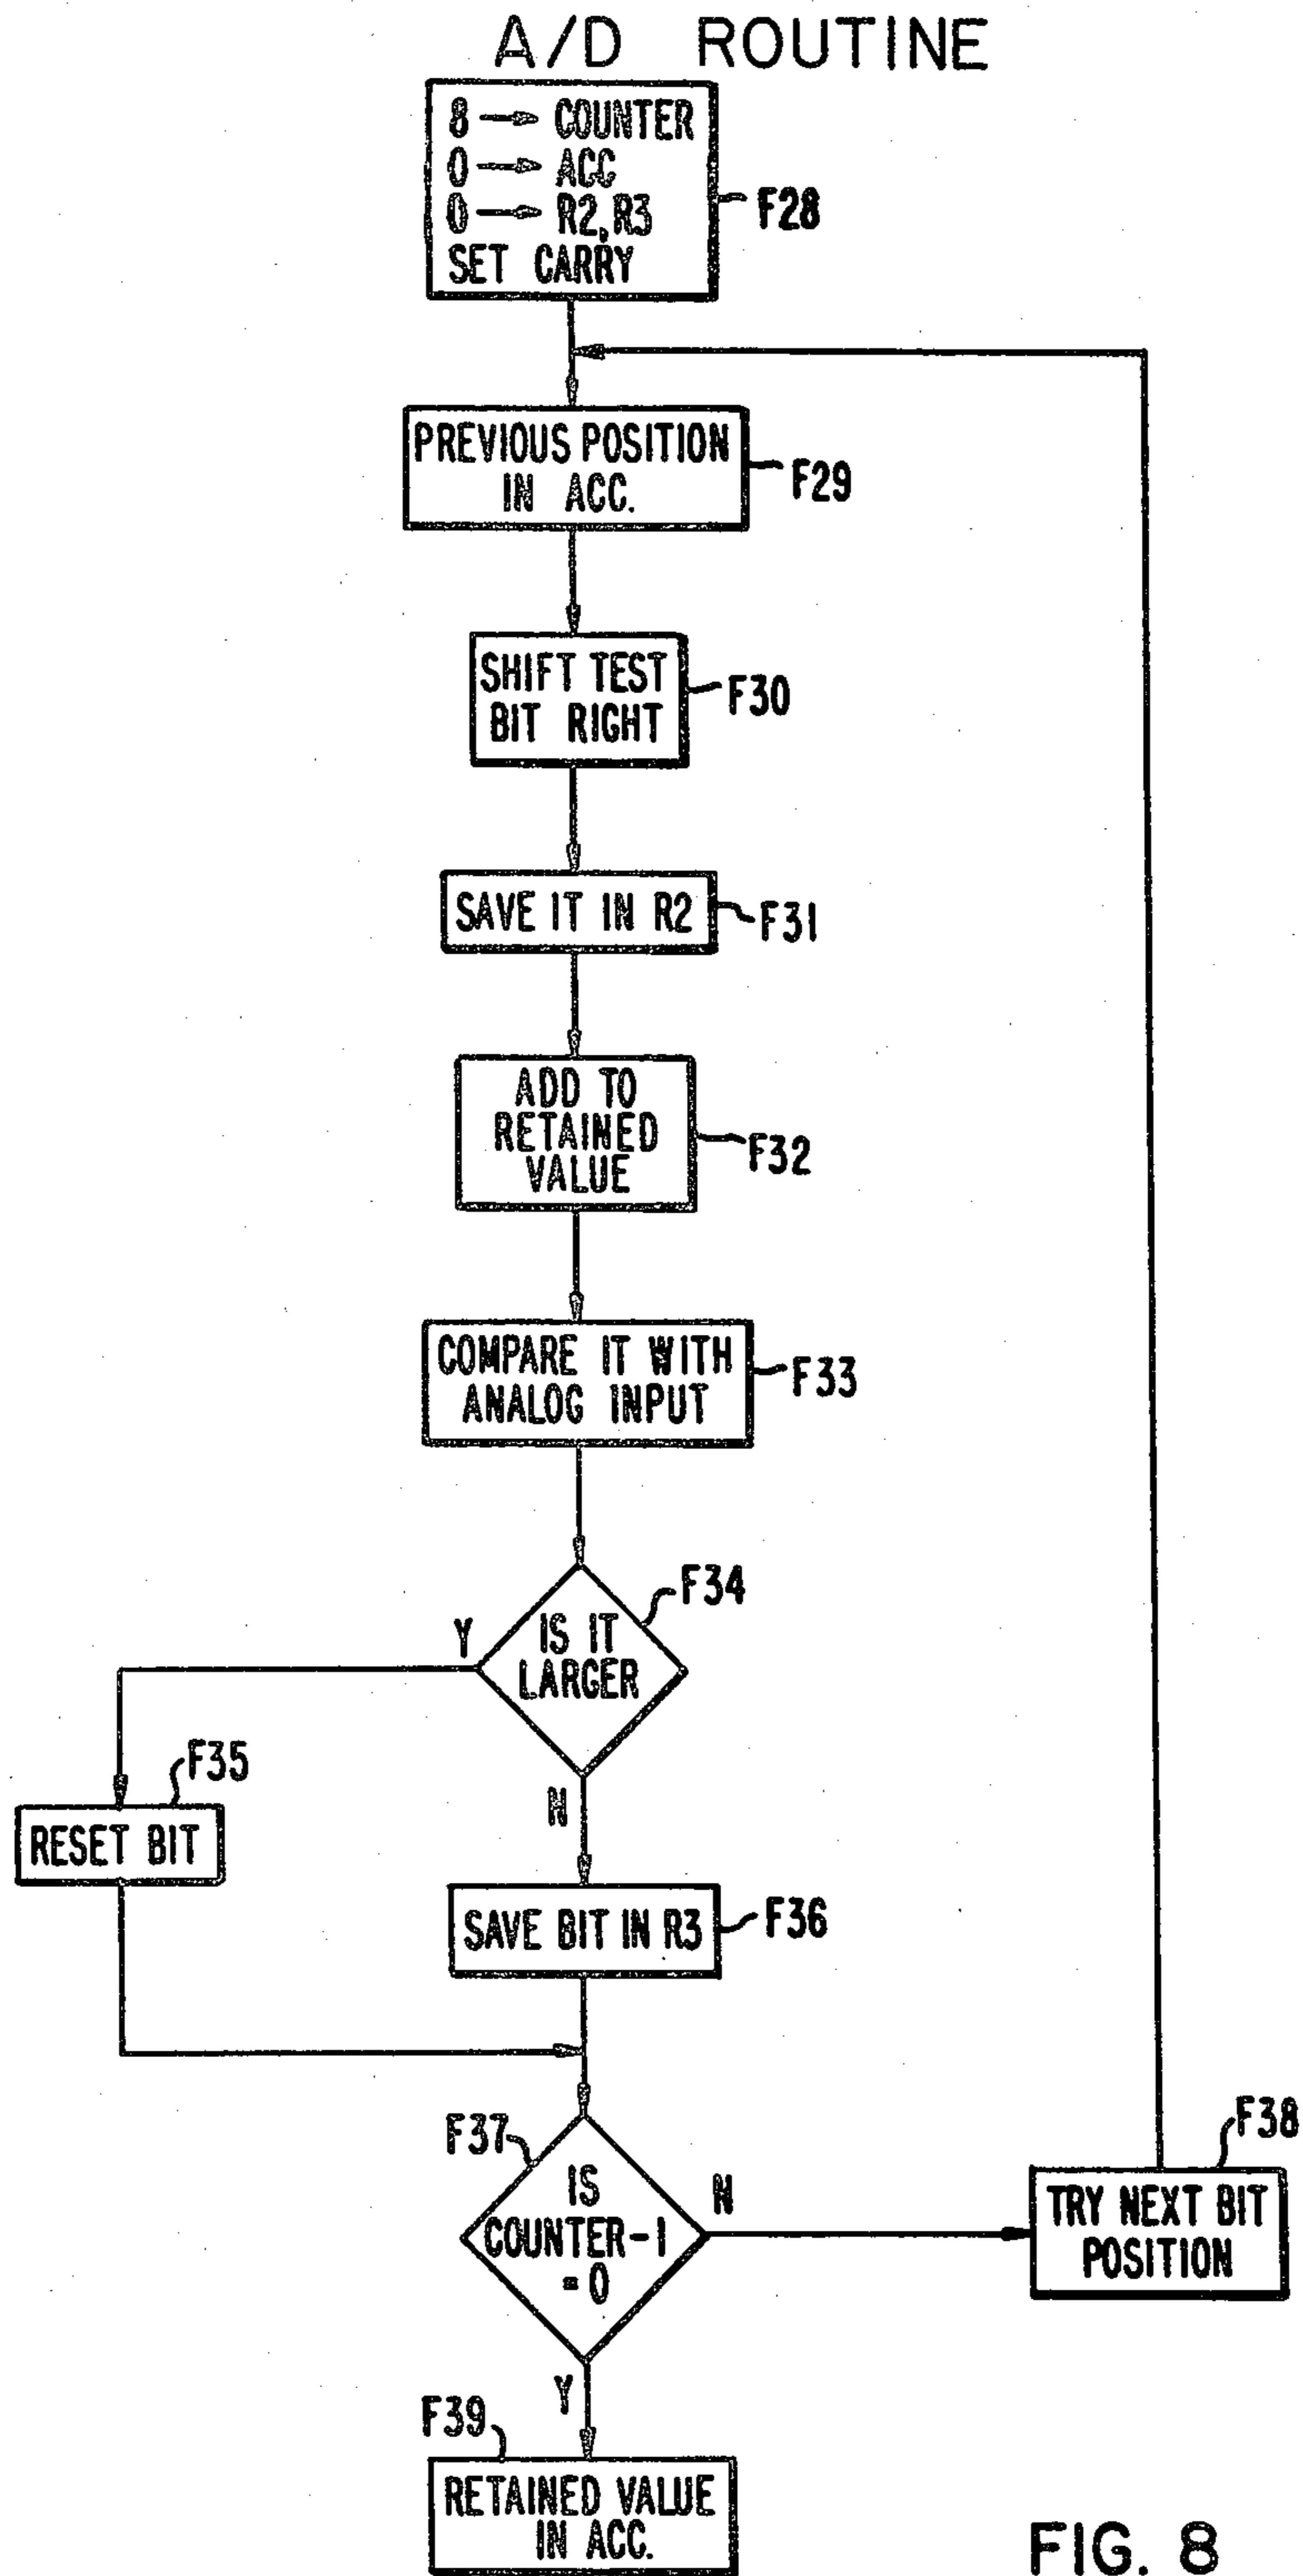 A/D ROUTINE
8 → COUNTER
0 → ACC
0 → R2, R3
SET CARRY
F28
PREVIOUS POSITION
IN ACC.
F29
SHIFT TEST
BIT RIGHT
F30
SAVE IT IN R2
F31
ADD TO
RETAINED
VALUE
F32
COMPARE IT WITH
ANALOG INPUT
F33
F34
Y
IS IT
LARGER
F35
N
RESET BIT
SAVE BIT IN R3
F36
F37
IS
COUNTER-1
=0
N
F38
TRY NEXT BIT
POSITION
Y
F39
RETAINED VALUE
IN ACC.
FIG. 8